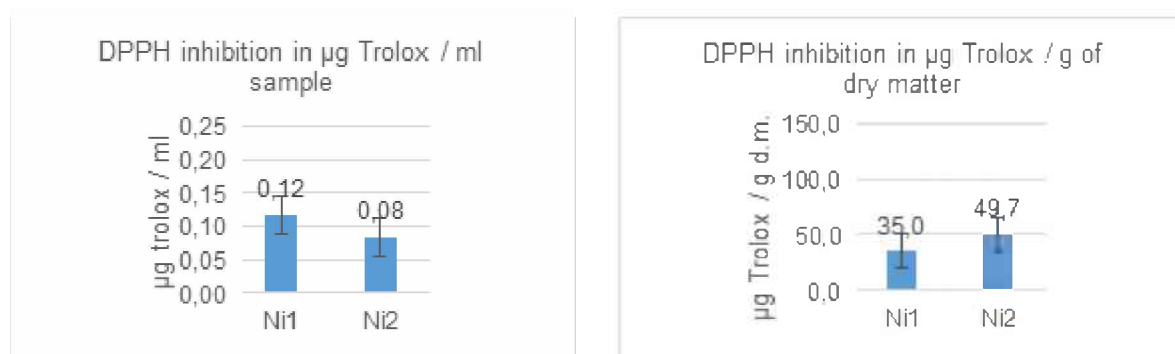 DPPH inhibition in µg Trolox / ml
sample
µg trolox / ml
0,25
0,20
0,15
0,10
0,05
0,00
0,12
0,08
Ni1 Ni2
DPPH inhibition in µg Trolox / g of
dry matter
µg Trolox / g d.m.
150,0
100,0
50,0
0,0
35,0
49,7
Ni1 Ni2